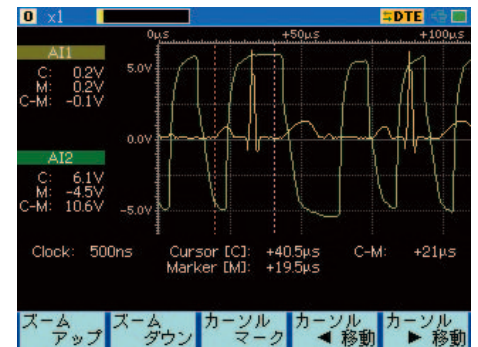 0 x1 DTE
0µs +50µs +100µs
AI1
C: 0.2V
M: 0.2V
C-M: -0.1V
5.0V
0.0V
AI2
C: 6.1V
M: -4.5V
C-M: 10.6V
-5.0V
Clock: 500ns Cursor [C]: +40.5µs C-M: +21µs
Marker [M]: +19.5µs
ズーム アップ
ズーム ダウン
カーソル マーク
カーソル ◀ 移動
カーソル ▶ 移動